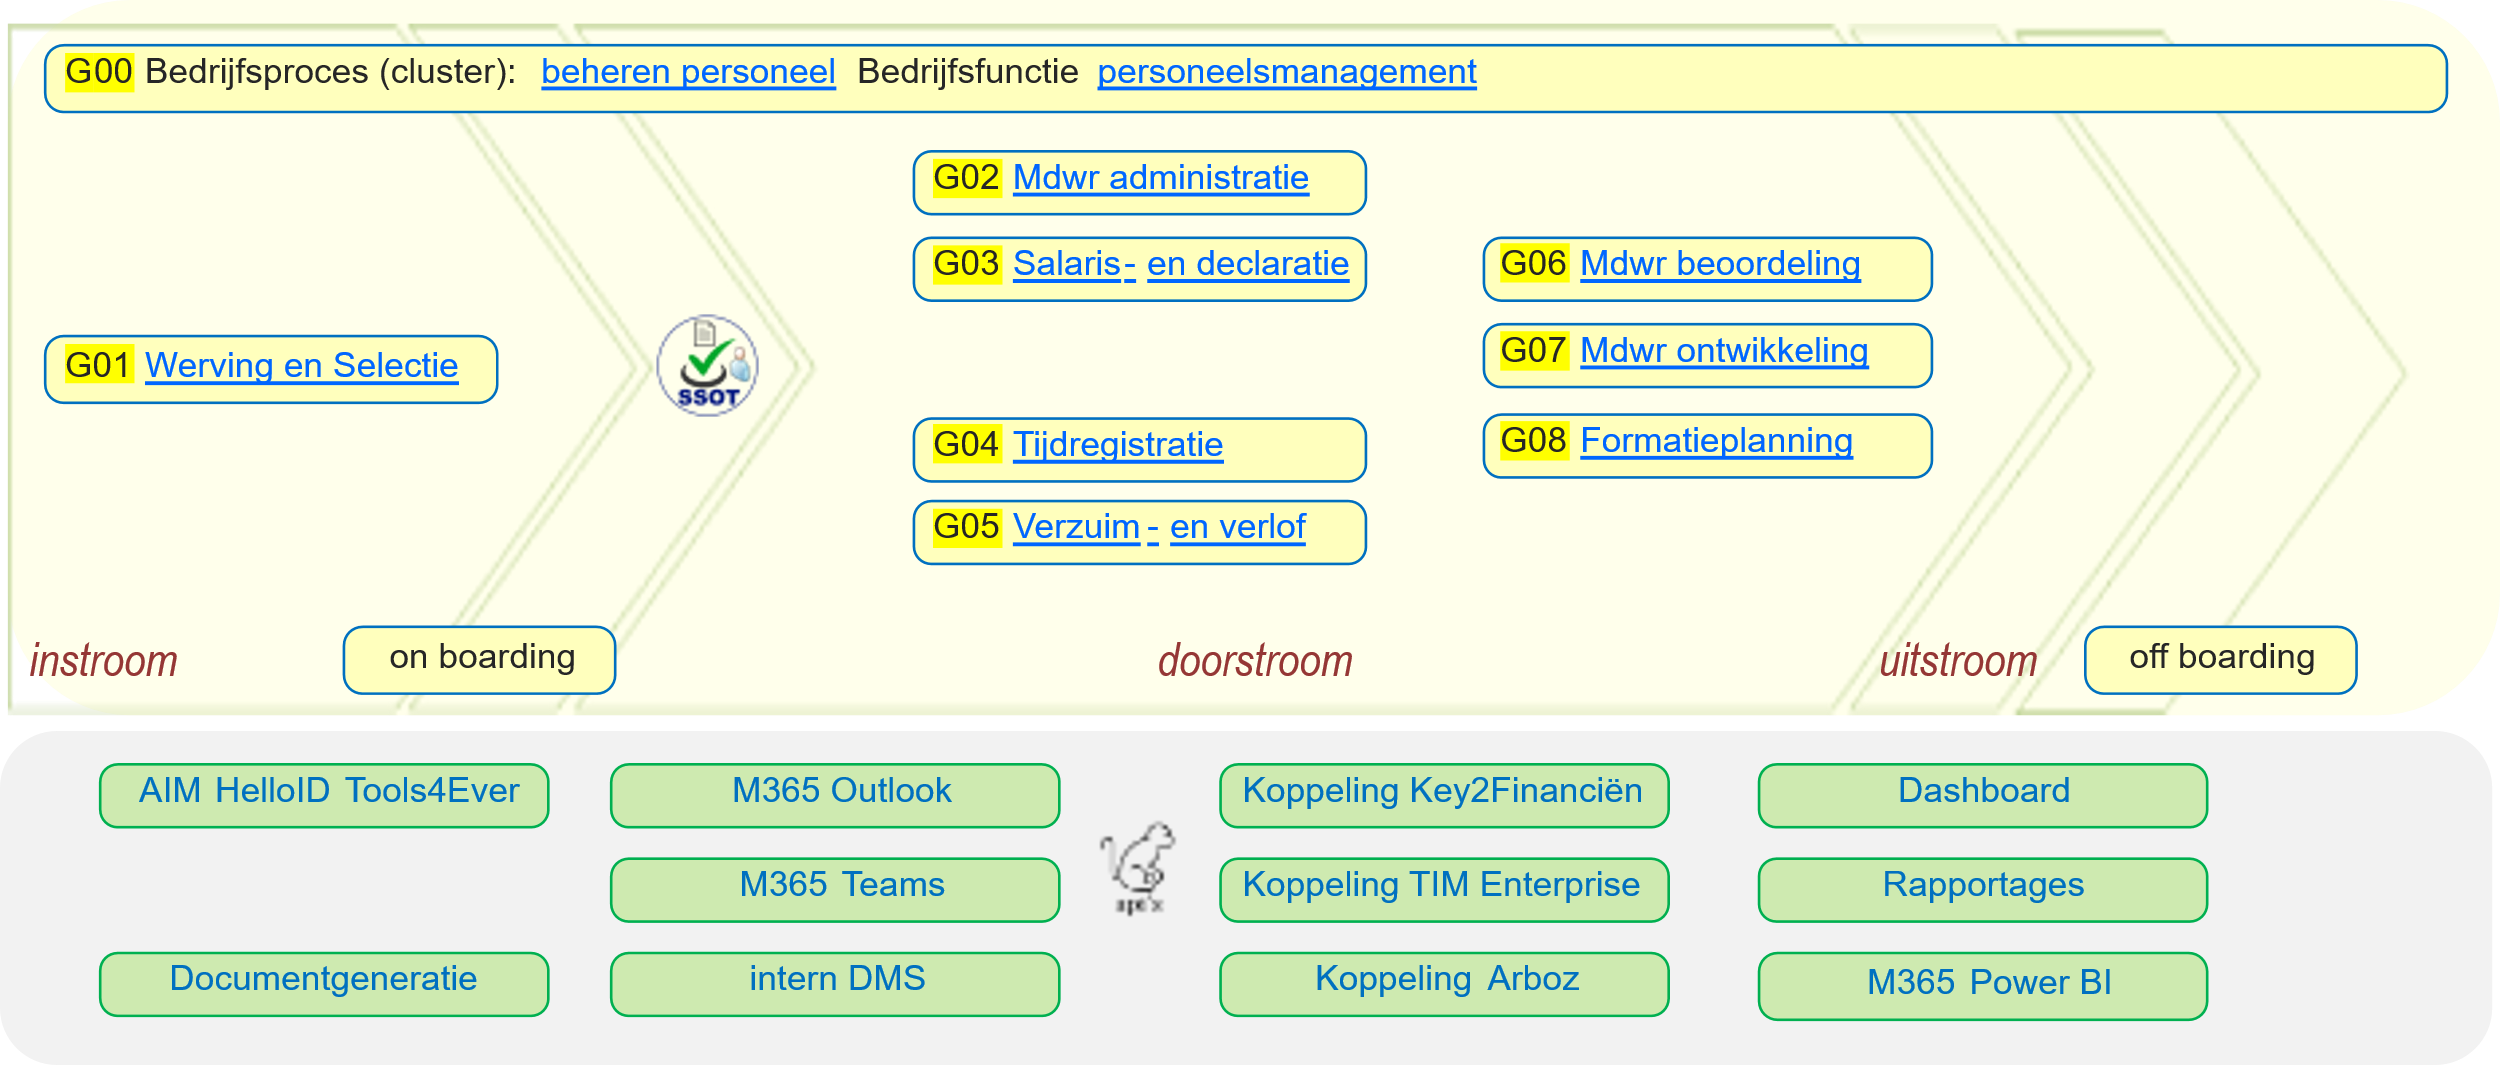 G00 Bedrijfsproces (cluster): beheren personeel Bedrijfsfunctie personeelsmanagement
G02 Mdwr administratie
G03 Salaris- en declaratie
G06 Mdwr beoordeling
G01 Werving en Selectie
SSOT
G07 Mdwr ontwikkeling
G04 Tijdregistratie
G08 Formatieplanning
G05 Verzuim - en verlof
instroom
on boarding
doorstroom
uitstroom
off boarding
AIM HelloID Tools4Ever
M365 Outlook
Koppeling Key2Financiën
Dashboard
M365 Teams
Koppeling TIM Enterprise
Rapportages
Documentgeneratie
intern DMS
Koppeling Arboz
M365 Power BI